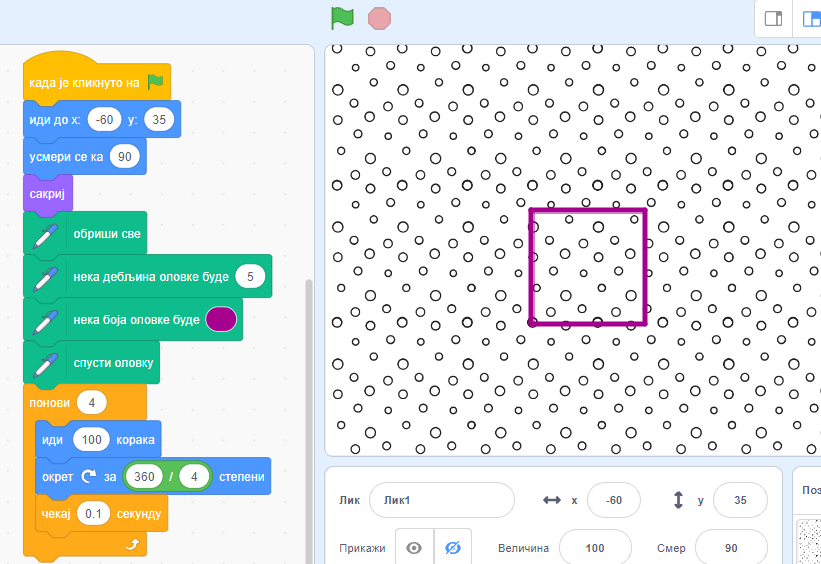 када је кликнуто на
иди до x: -60 y: 35
усмери се ка 90
сакриј
обриши све
нека дебљина оловке буде 5
нека боја оловке буде
спусти оловку
понови 4
иди 100 корака
окрет за 360 / 4 степени
чекај 0.1 секунду
Лик Лик1 x -60 y 35
Прикажи Величина 100 Смер 90
Поз